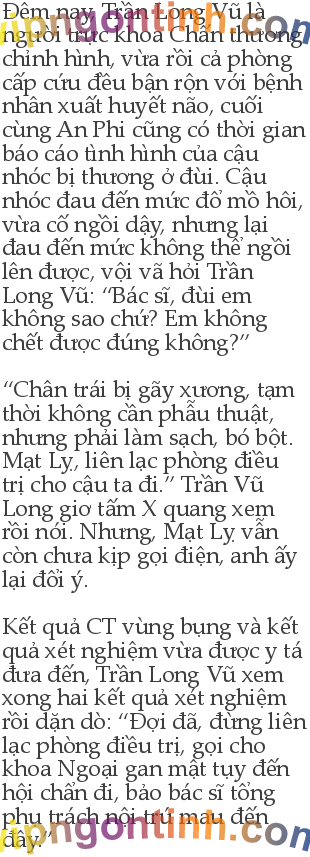 Đêm nay, Trần Long Vũ là
người trực khoa Chấn thương
chỉnh hình, vừa rồi cả phòng
cấp cứu đều bận rộn với bệnh
nhân xuất huyết não, cuối
cùng An Phi cũng có thời gian
báo cáo tình hình của cậu
nhóc bị thương ở đùi. Cậu
nhóc đau đến mức đổ mồ hôi,
vừa cố ngồi dậy, nhưng lại
đau đến mức không thể ngồi
lên được, vội vã hỏi Trần
Long Vũ: “Bác sĩ, đùi em
không sao chứ? Em không
chết được đúng không?”
“Chân trái bị gãy xương, tạm
thời không cần phẫu thuật,
nhưng phải làm sạch, bó bột.
Mạt Lỵ, liên lạc phòng điều
trị cho cậu ta đi.” Trần Vũ
Long giơ tấm X quang xem
rồi nói. Nhưng, Mạt Lỵ vẫn
còn chưa kịp gọi điện, anh ấy
lại đổi ý.
Kết quả CT vùng bụng và kết
quả xét nghiệm vừa được y tá
đưa đến, Trần Long Vũ xem
xong hai kết quả xét nghiệm
rồi dặn dò: “Đợi đã, đừng liên
lạc phòng điều trị, gọi cho
khoa Ngoại gan mật tụy đến
hội chẩn đi, bảo bác sĩ tổng
phụ trách nội trú mau đến
đây.”
vipngontinh.com
vipngontinh.com